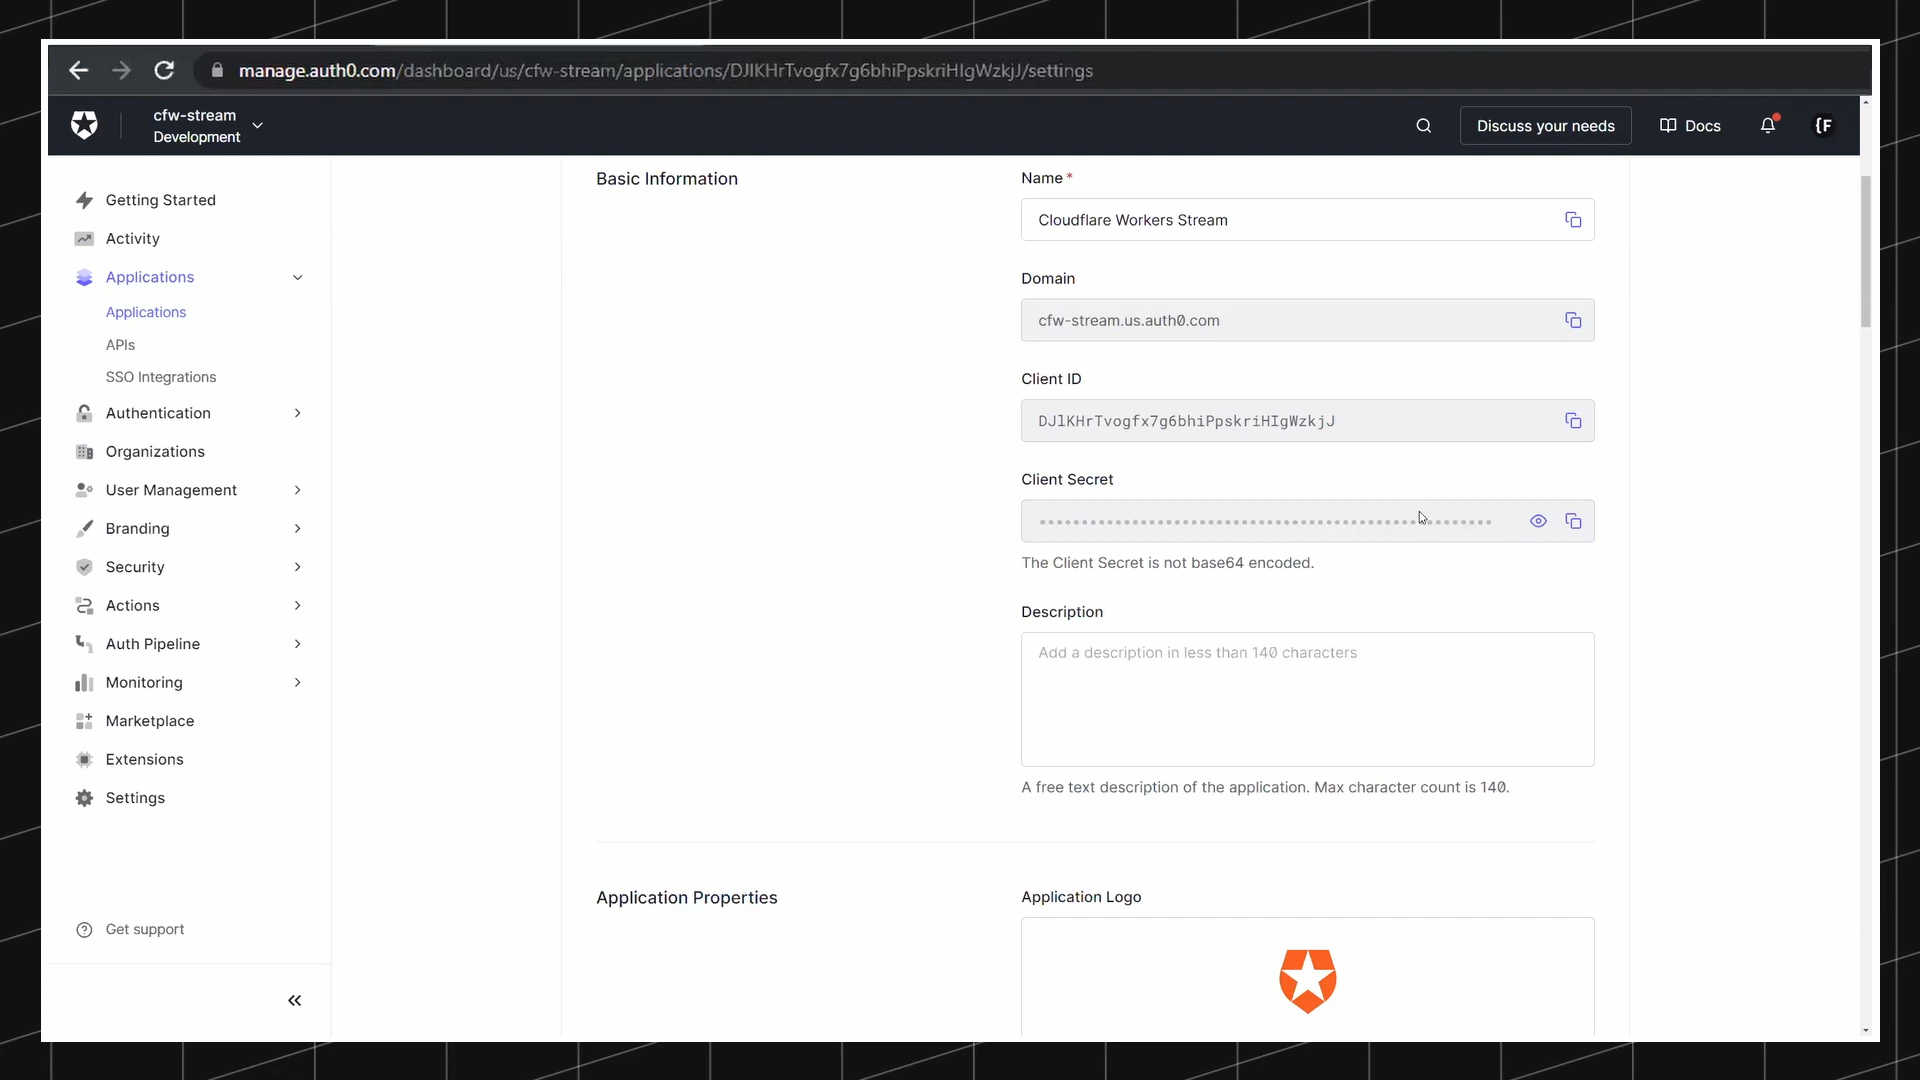 manage.auth0.com/dashboard/us/cfw-stream/applications/DJlKHrTvogfx7g6bhiPpskriHIgWzkjJ/settings
cfw-stream
Development
Discuss your needs
Docs
{F
Getting Started
Activity
Applications
Applications
APIs
SSO Integrations
Authentication
Organizations
User Management
Branding
Security
Actions
Auth Pipeline
Monitoring
Marketplace
Extensions
Settings
Get support
Basic Information
Name *
Cloudflare Workers Stream
Domain
cfw-stream.us.auth0.com
Client ID
DJlKHrTvogfx7g6bhiPpskriHIgWzkjJ
Client Secret
The Client Secret is not base64 encoded.
Description
Add a description in less than 140 characters
A free text description of the application. Max character count is 140.
Application Properties
Application Logo